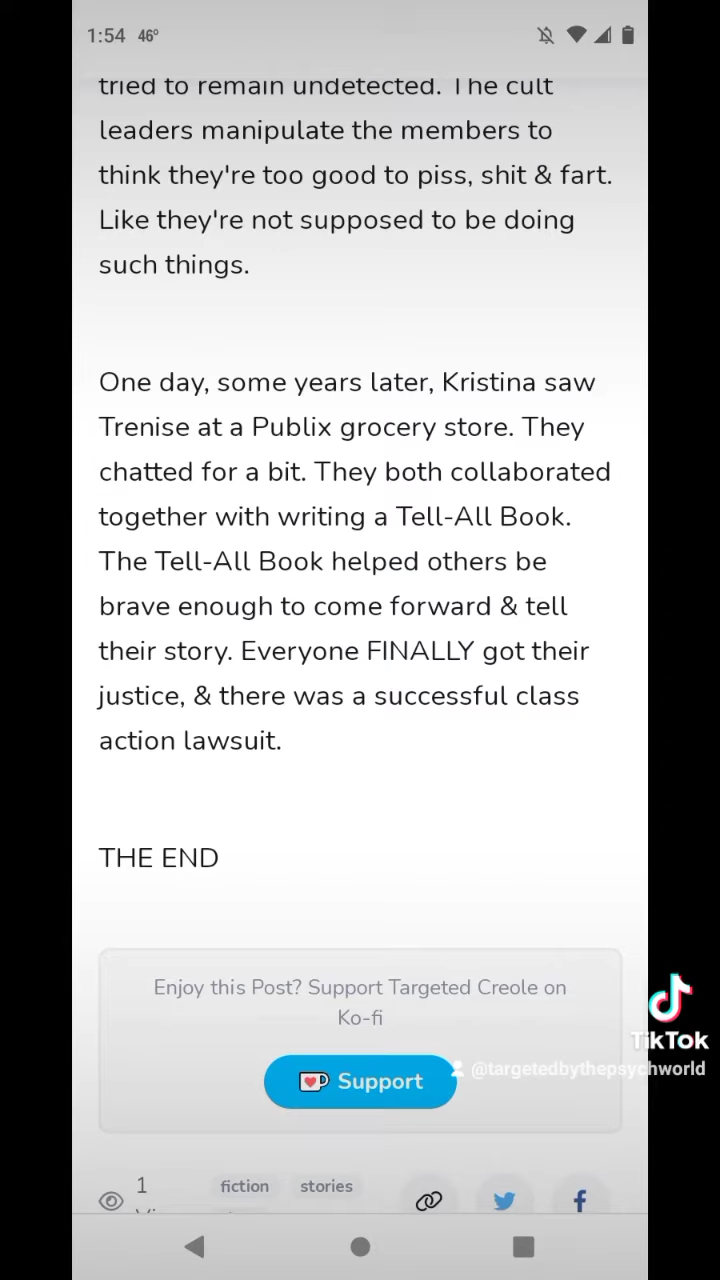 1:54 46°
tried to remain undetected. The cult
leaders manipulate the members to
think they're too good to piss, shit & fart.
Like they're not supposed to be doing
such things.
One day, some years later, Kristina saw
Trenise at a Publix grocery store. They
chatted for a bit. They both collaborated
together with writing a Tell-All Book.
The Tell-All Book helped others be
brave enough to come forward & tell
their story. Everyone FINALLY got their
justice, & there was a successful class
action lawsuit.
THE END
Enjoy this Post? Support Targeted Creole on
Ko-fi
Support
TikTok
@targetedbythepsychworld
1
fiction stories